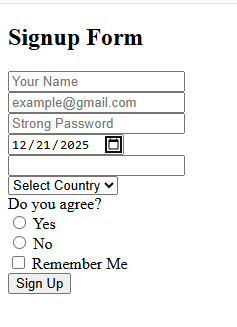 Signup Form
Your Name
example@gmail.com
Strong Password
12/21/2025
Select Country
Do you agree?
Yes
No
Remember Me
Sign Up